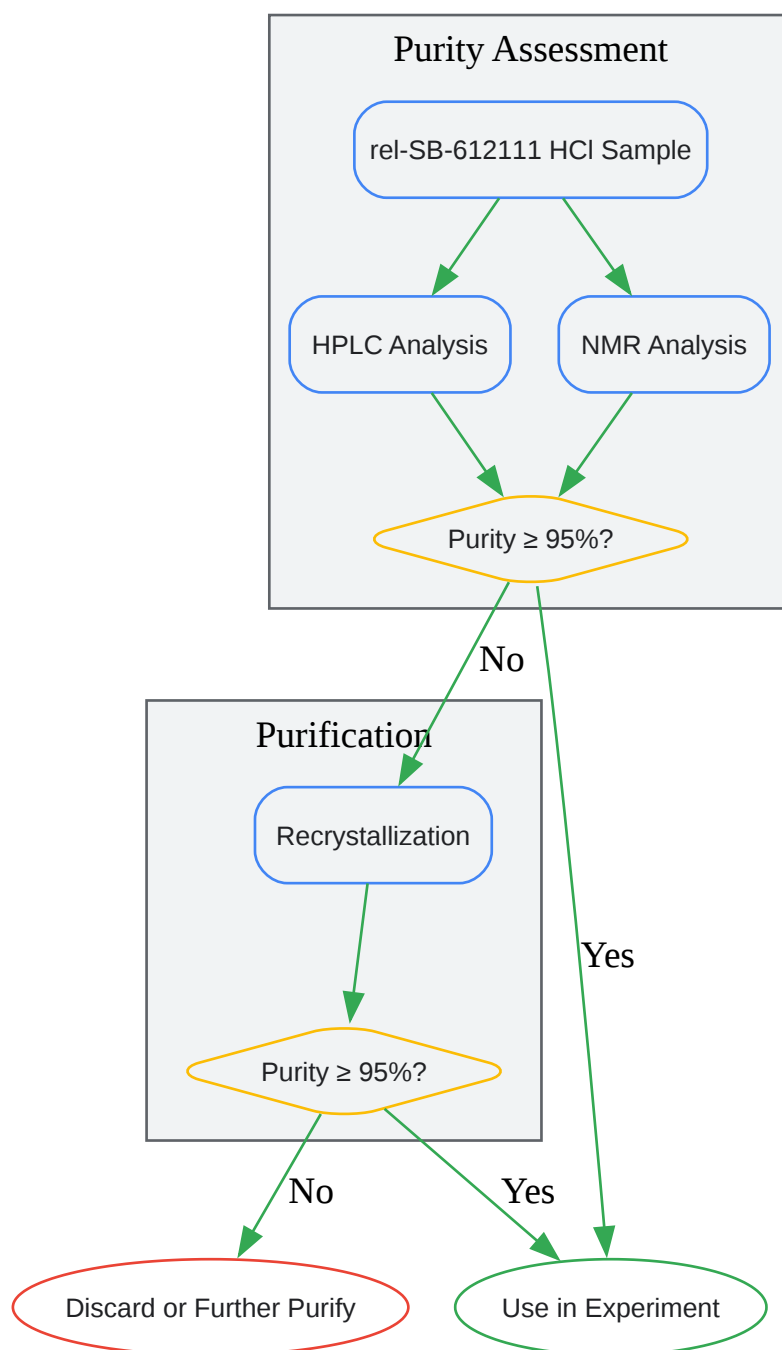 Purity Assessment
rel-SB-612111 HCl Sample
HPLC Analysis
NMR Analysis
Purity ≥ 95%?
No
Purification
Recrystallization
Yes
Purity ≥ 95%?
No
Yes
Discard or Further Purify
Use in Experiment